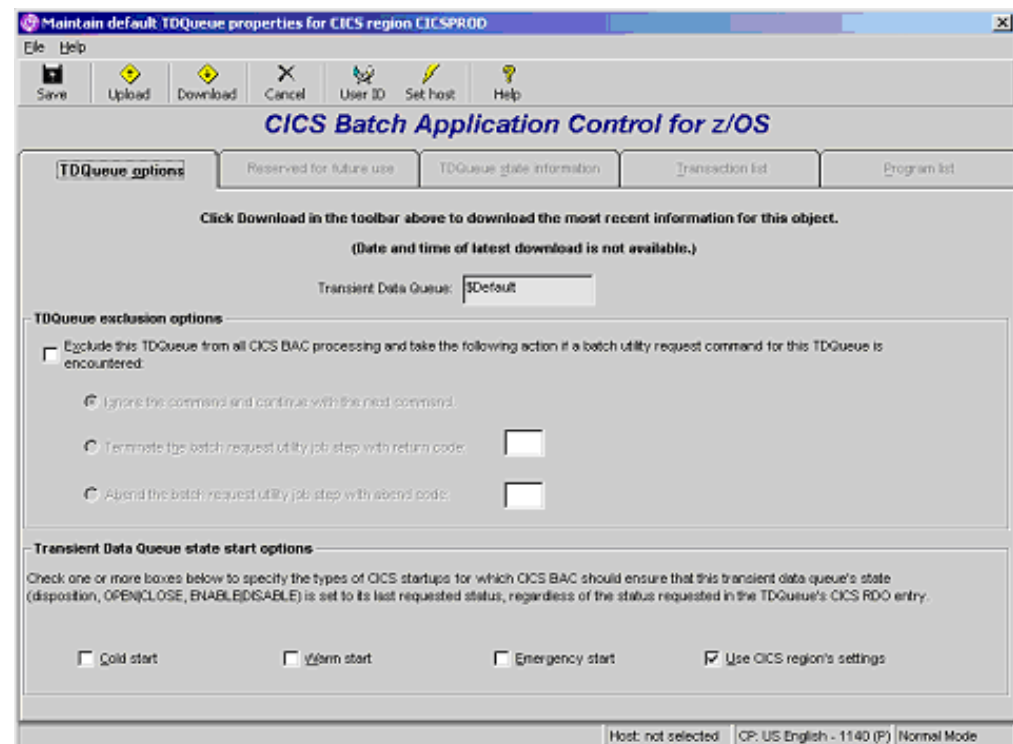 Maintain default TDQueue properties for CICS region CICSPROD
File Help
Save Upload Download Cancel User ID Set host Help
CICS Batch Application Control for z/OS
TDQueue options Reserved for future use TDQueue state information Transaction list Program list
Click Download in the toolbar above to download the most recent information for this object.
(Date and time of latest download is not available.)
Transient Data Queue: $Default
TDQueue exclusion options
Exclude this TDQueue from all CICS BAC processing and take the following action if a batch utility request command for this TDQueue is
encountered:
Ignore the command and continue with the next command.
Terminate the batch request utility job step with return code:
Abend the batch request utility job step with abend code:
Transient Data Queue state start options
Check one or more boxes below to specify the types of CICS startups for which CICS BAC should ensure that this transient data queue's state
(disposition, OPEN|CLOSE, ENABLE|DISABLE) is set to its last requested status, regardless of the status requested in the TDQueue's CICS RDO entry.
Cold start Warm start Emergency start Use CICS region's settings
Host: not selected CP: US English - 1140 (P) Normal Mode